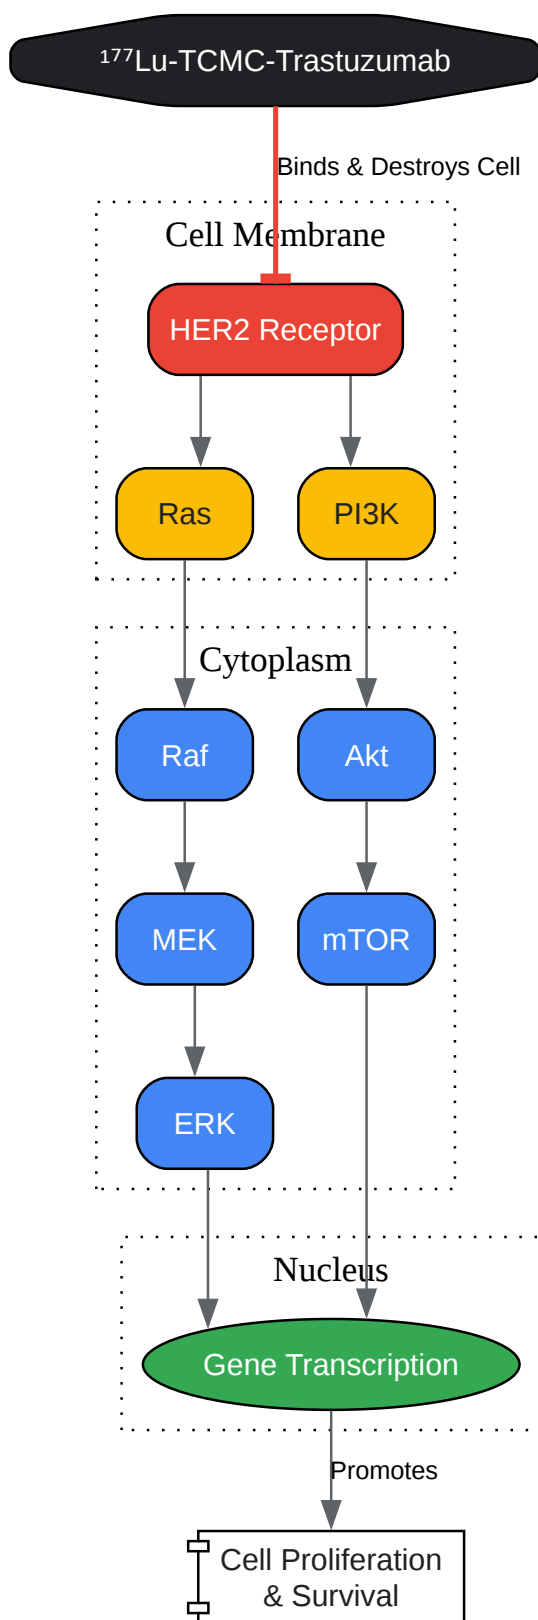 ¹⁷⁷Lu-TCMC-Trastuzumab
Binds & Destroys Cell
Cell Membrane
HER2 Receptor
Ras
PI3K
Cytoplasm
Raf
Akt
MEK
mTOR
ERK
Nucleus
Gene Transcription
Promotes
Cell Proliferation
& Survival